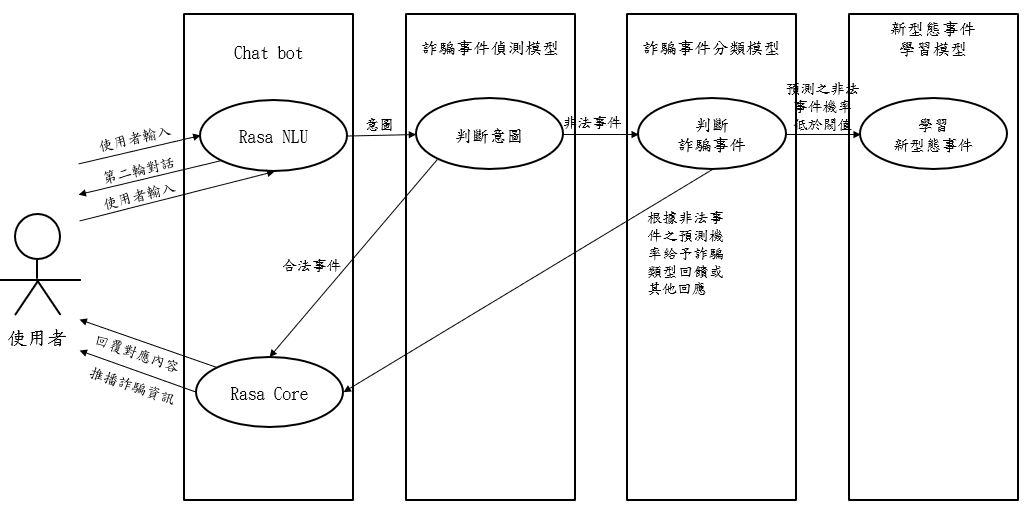 Chat bot
詐騙事件偵測模型
詐騙事件分類模型
新型態事件
學習模型
使用者輸入
Rasa NLU
意圖
判斷意圖
非法事件
判斷
詐騙事件
預測之非法
事件機率
低於閥值
學習
新型態事件
第二輪對話
使用者輸入
合法事件
根據非法事
件之預測機
率給予詐騙
類型回饋或
其他回應
使用者
回覆對應內容
推播詐騙資訊
Rasa Core